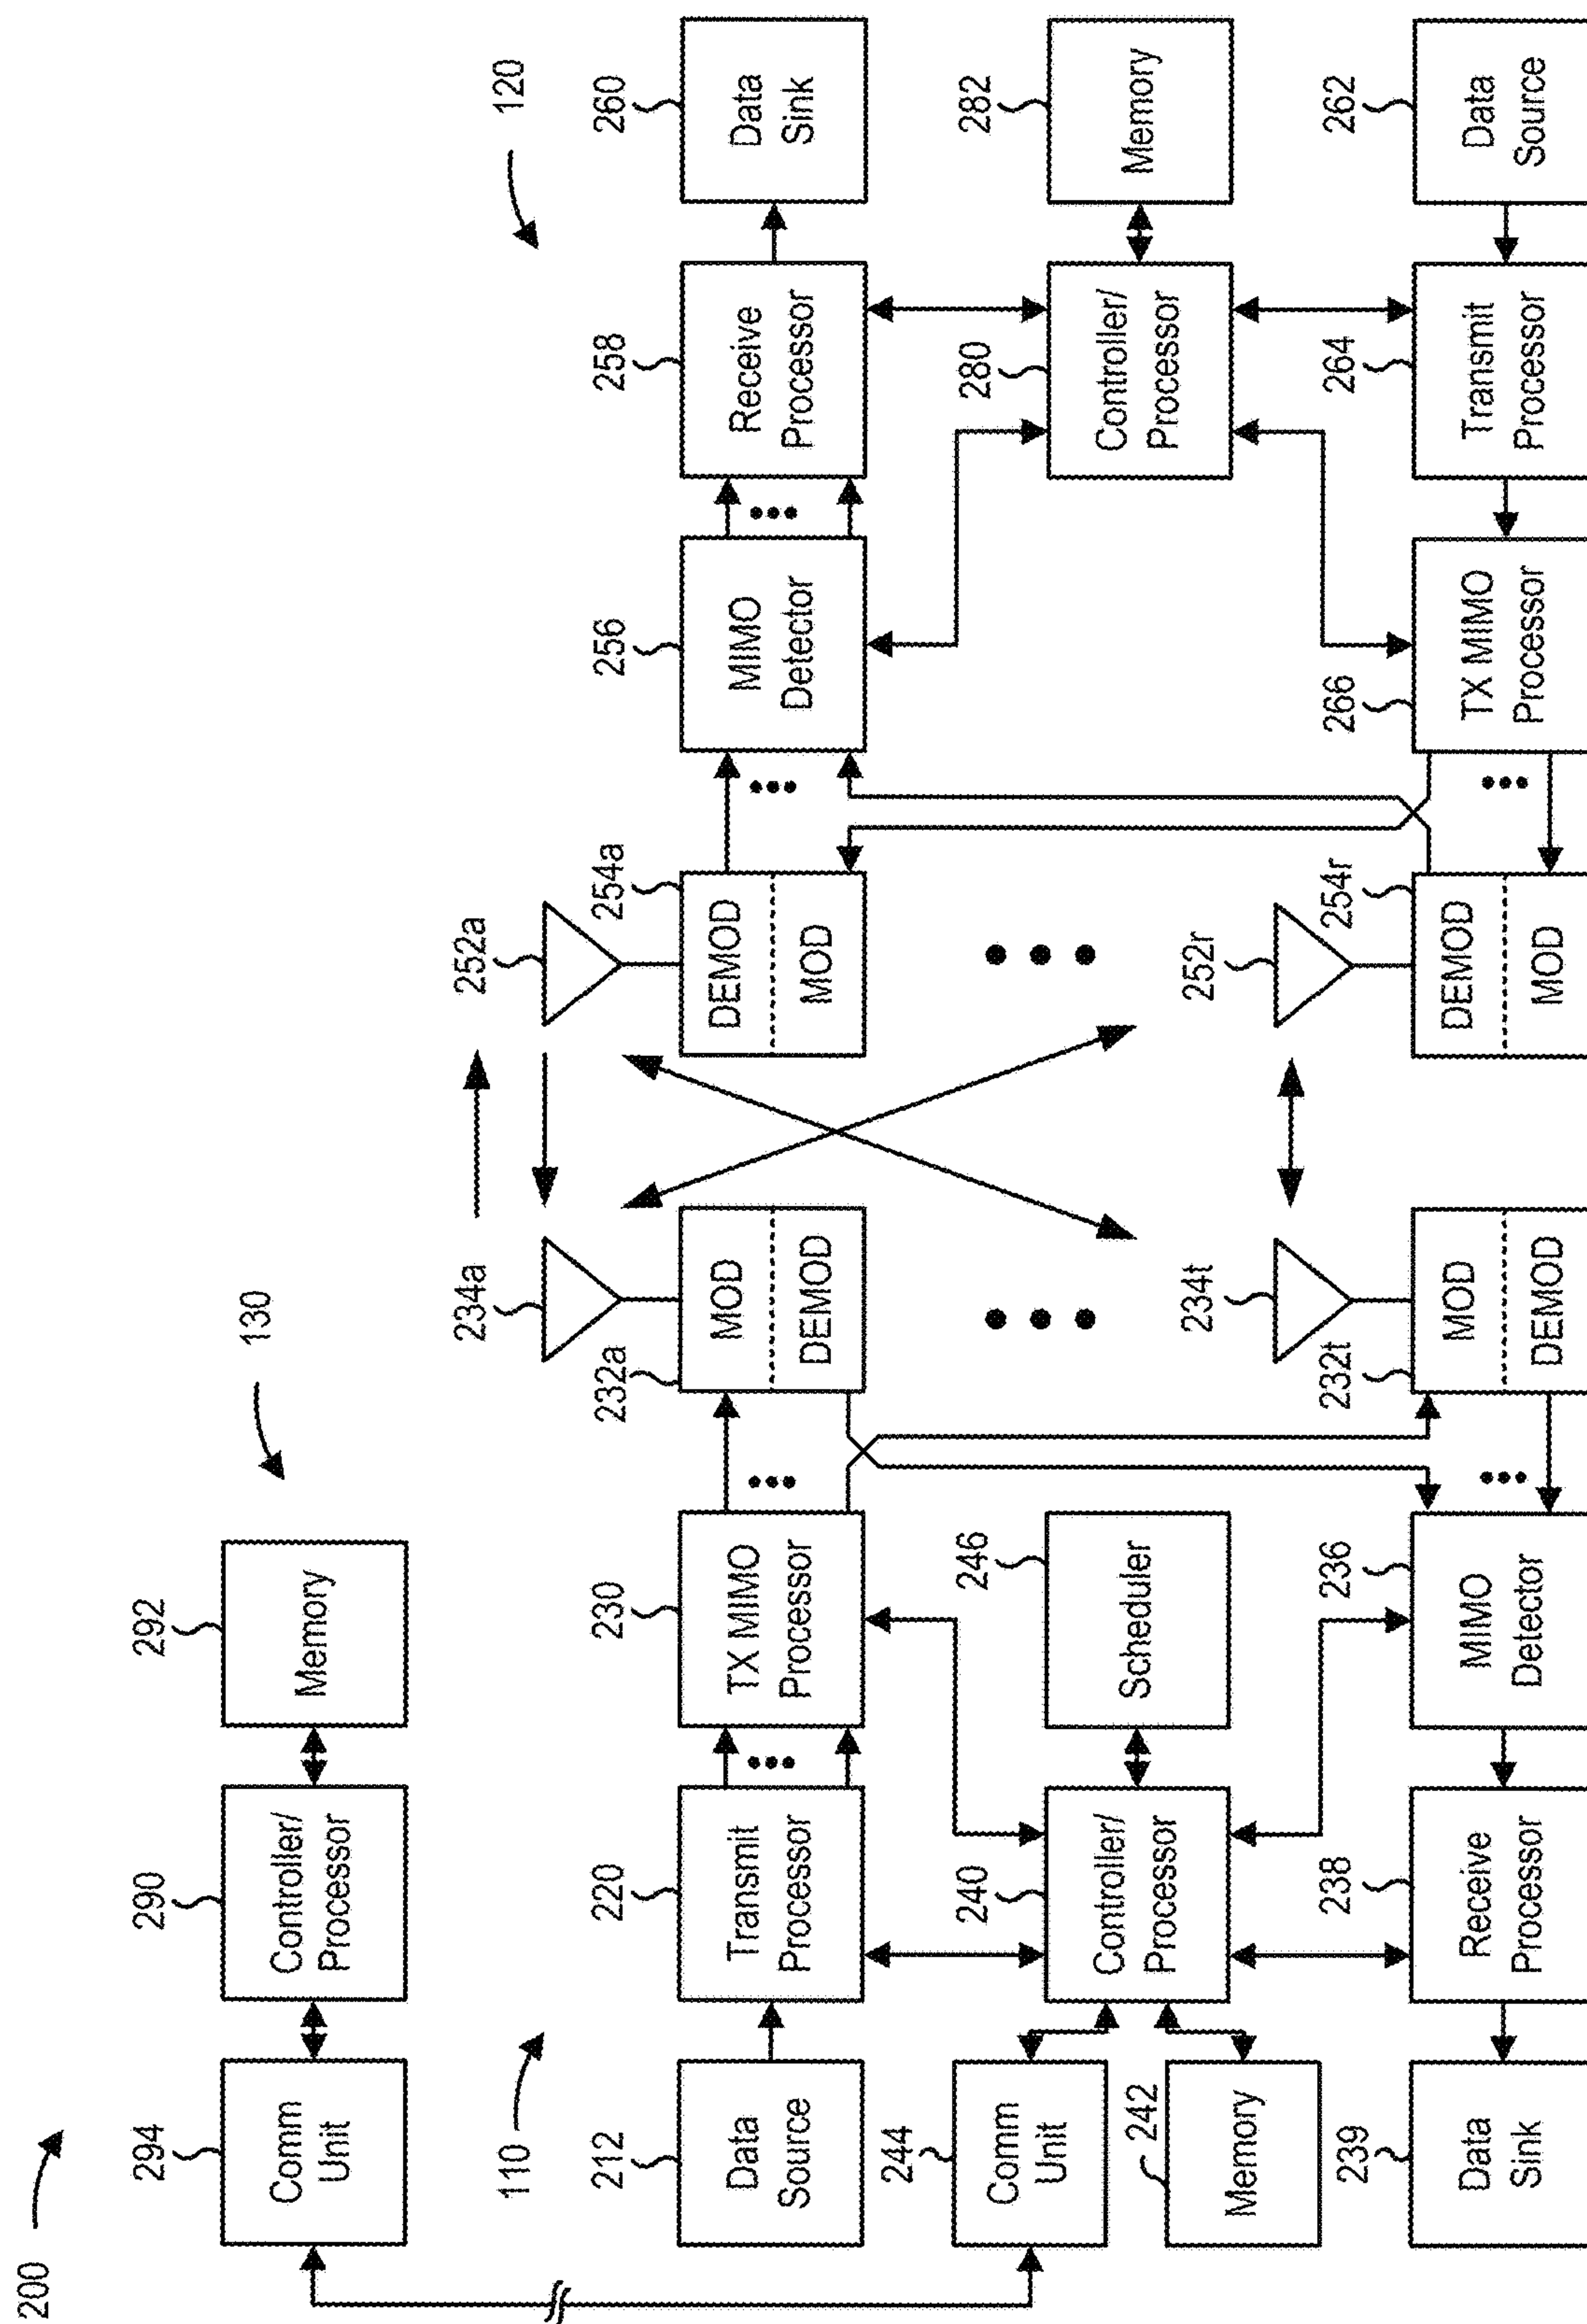 200
130
294
Comm
Unit
290
Controller/
Processor
292
Memory
110
120
212
Data
Source
220
Transmit
Processor
230
TX MIMO
Processor
232a
MOD
DEMOD
234a
252a
254a
DEMOD
MOD
256
MIMO
Detector
258
Receive
Processor
260
Data
Sink
244
Comm
Unit
242
Memory
240
Controller/
Processor
246
Scheduler
280
Controller/
Processor
282
Memory
239
Data
Sink
238
Receive
Processor
236
MIMO
Detector
232t
MOD
DEMOD
234t
252r
254r
DEMOD
MOD
266
TX MIMO
Processor
264
Transmit
Processor
262
Data
Source